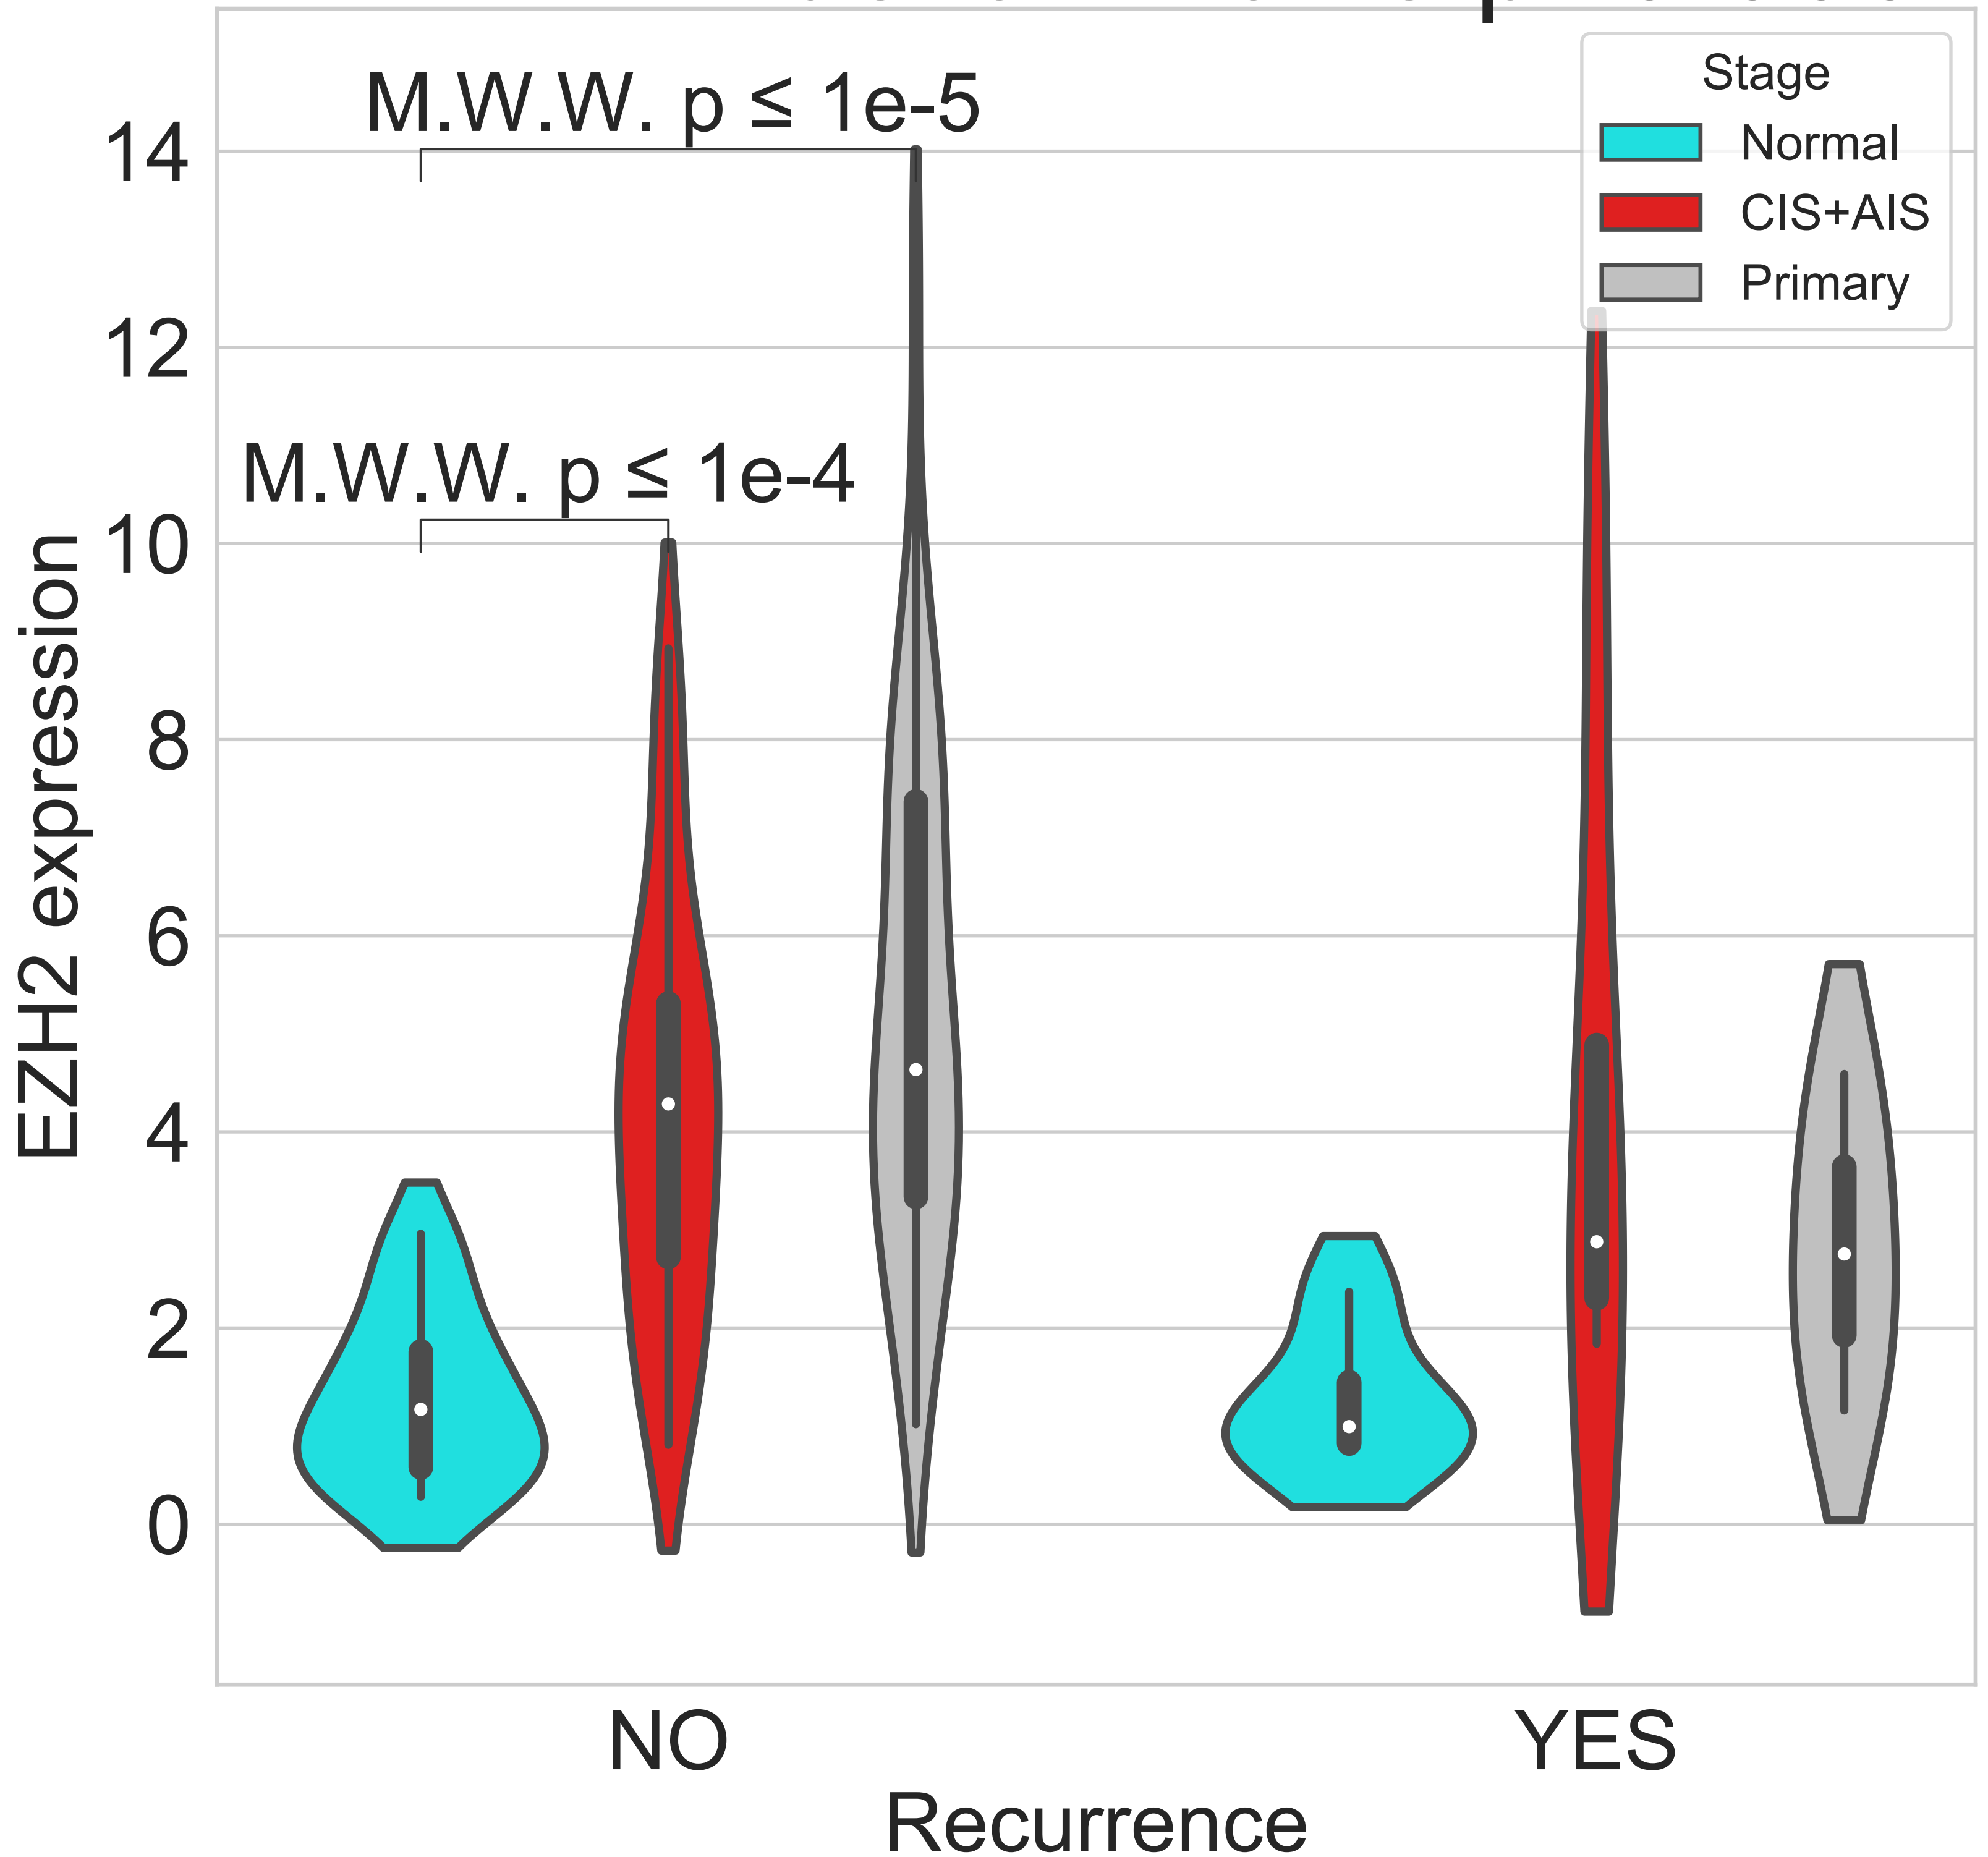 Stage
Normal
CIS+AIS
Primary
M.W.W. p ≤ 1e-5
M.W.W. p ≤ 1e-4
14
12
10
8
6
4
2
0
EZH2 expression
NO
YES
Recurrence